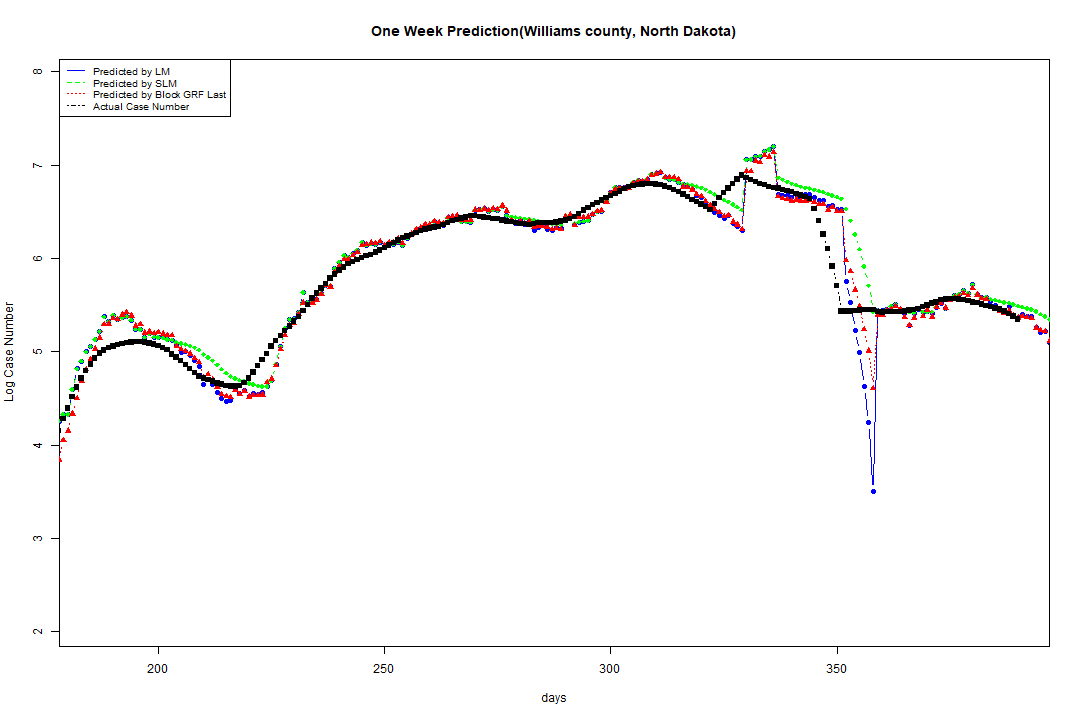 One Week Prediction(Williams county, North Dakota)
Predicted by LM
Predicted by SLM
Predicted by Block GRF Last
Actual Case Number
8
7
6
5
4
3
2
Log Case Number
200 250 300 350
days